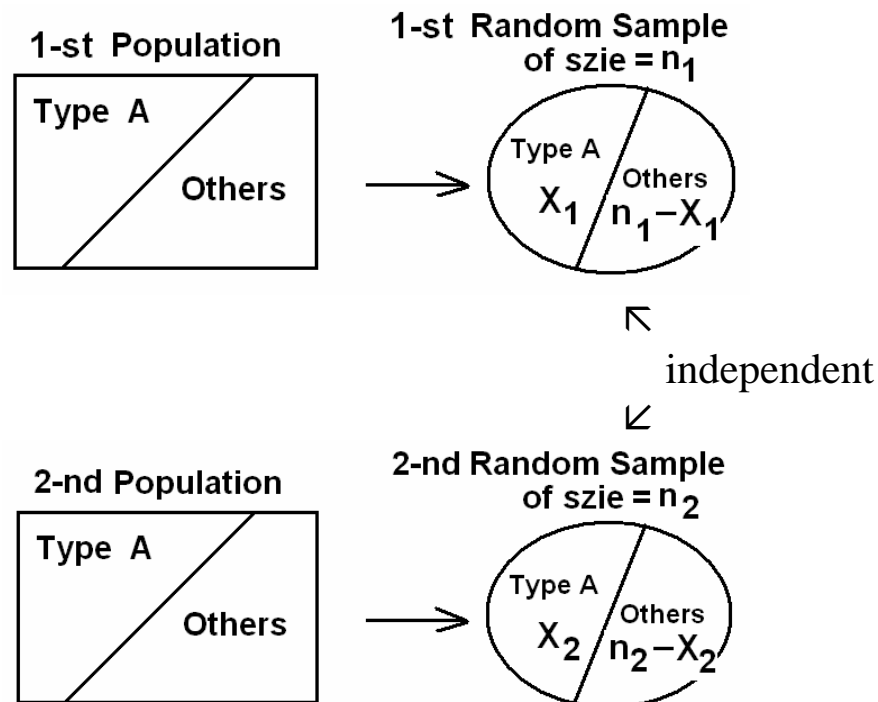 1-st Population
1-st Random Sample
of szie = n₁
Type A
Others
Type A
X₁
Others
n₁–X₁
independent
2-nd Population
2-nd Random Sample
of szie = n₂
Type A
Others
Type A
X₂
Others
n₂–X₂